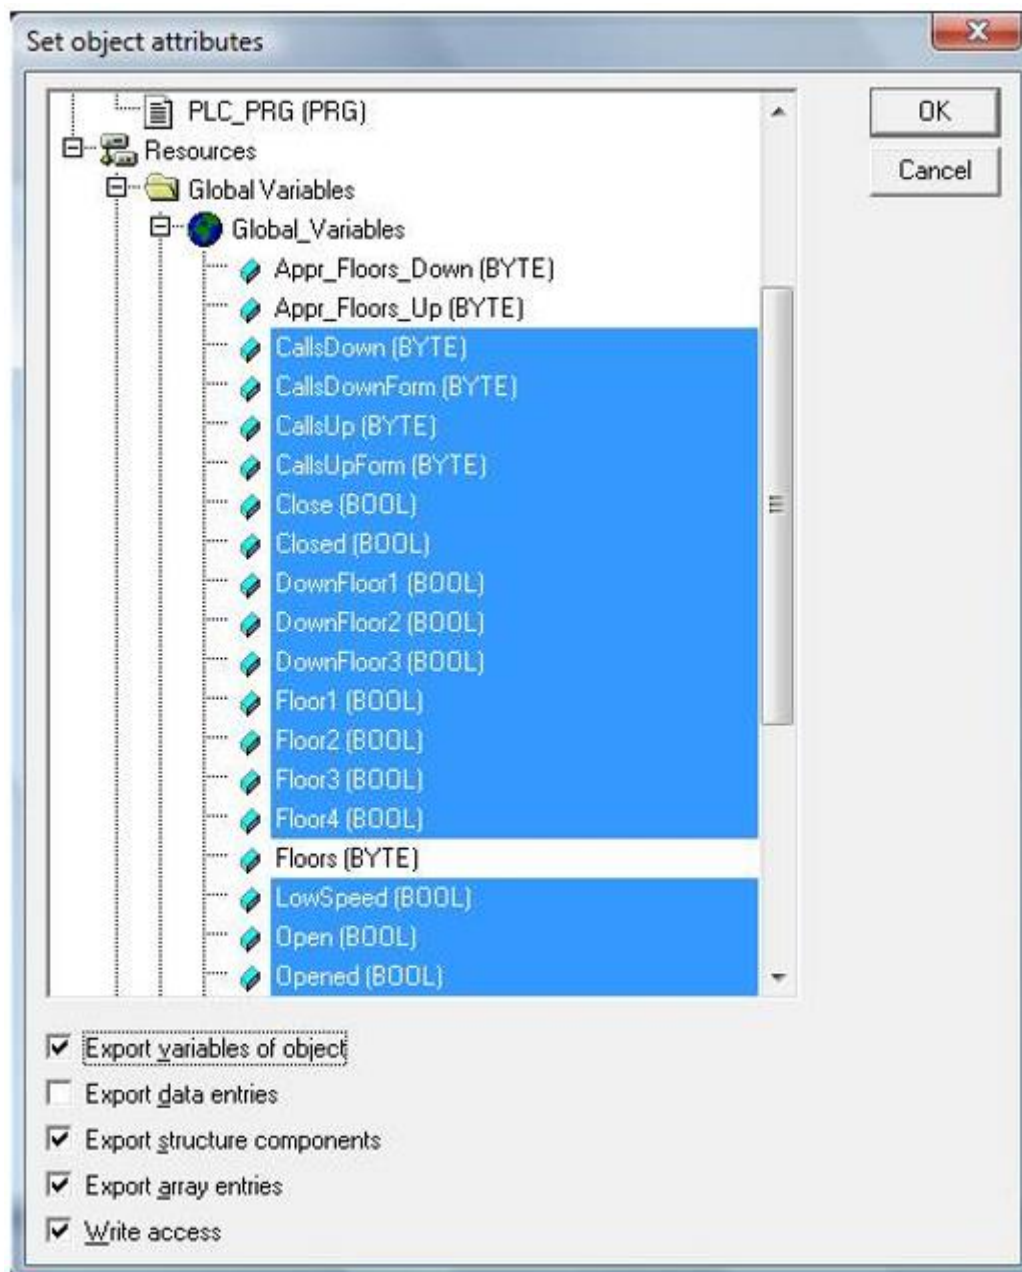 Set object attributes
PLC_PRG (PRG)
OK
Resources
Cancel
Global Variables
Global_Variables
Appr_Floors_Down (BYTE)
Appr_Floors_Up (BYTE)
CallsDown (BYTE)
CallsDownForm (BYTE)
CallsUp (BYTE)
CallsUpForm (BYTE)
Close (BOOL)
Closed (BOOL)
DownFloor1 (BOOL)
DownFloor2 (BOOL)
DownFloor3 (BOOL)
Floor1 (BOOL)
Floor2 (BOOL)
Floor3 (BOOL)
Floor4 (BOOL)
Floors (BYTE)
LowSpeed (BOOL)
Open (BOOL)
Opened (BOOL)
Export variables of object
Export data entries
Export structure components
Export array entries
Write access